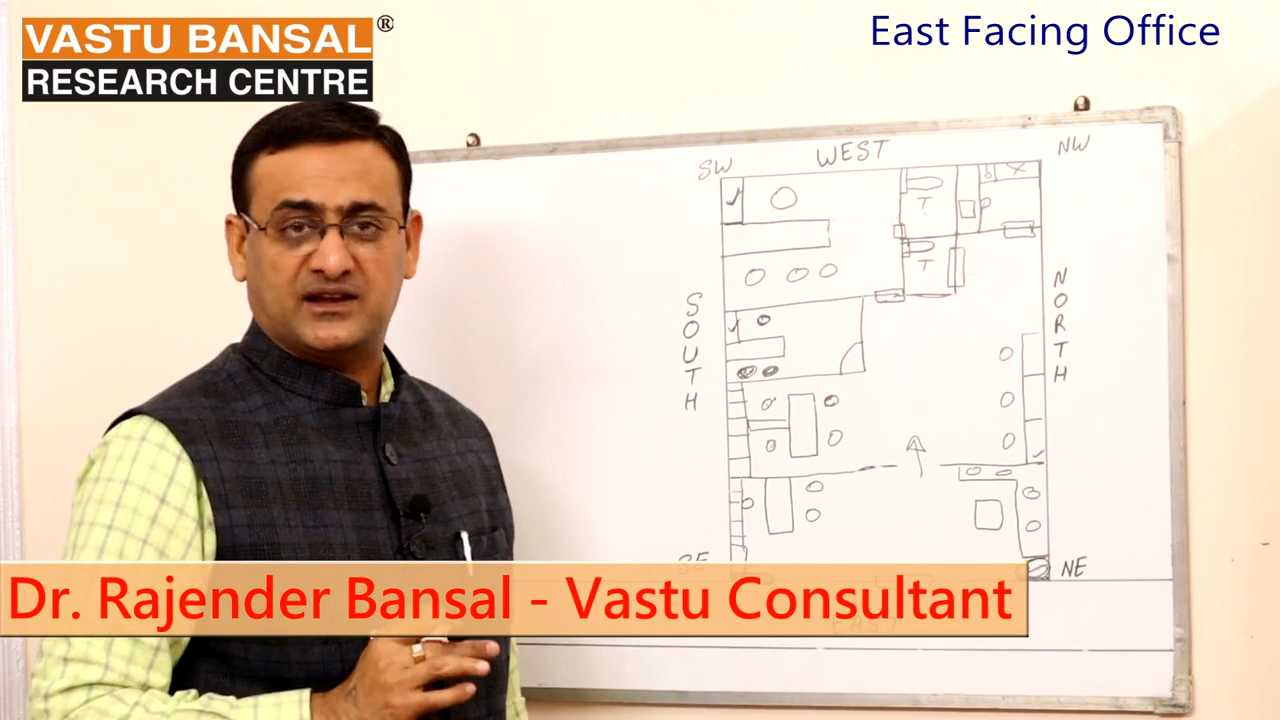 VASTU BANSAL®
RESEARCH CENTRE
East Facing Office
SW
WEST
NW
T
T
SOUTH
NORTH
NE
Dr. Rajender Bansal - Vastu Consultant